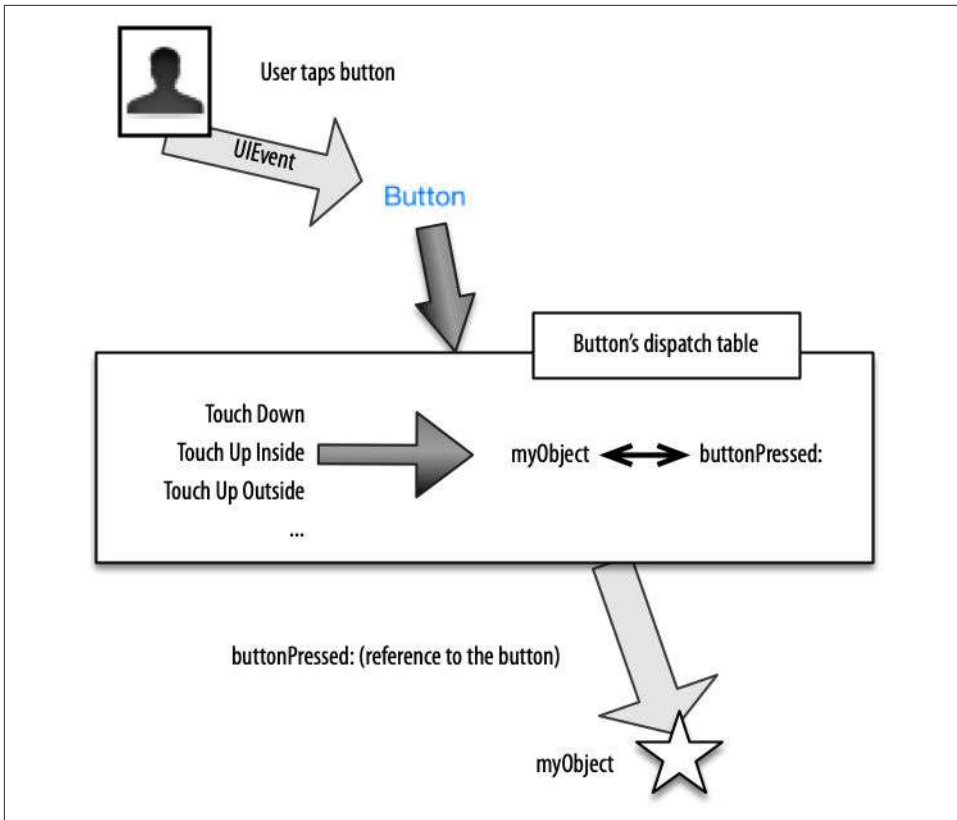 User taps button
UIEvent
Button
Button's dispatch table
Touch Down
Touch Up Inside
Touch Up Outside
...
myObject
buttonPressed:
buttonPressed: (reference to the button)
myObject